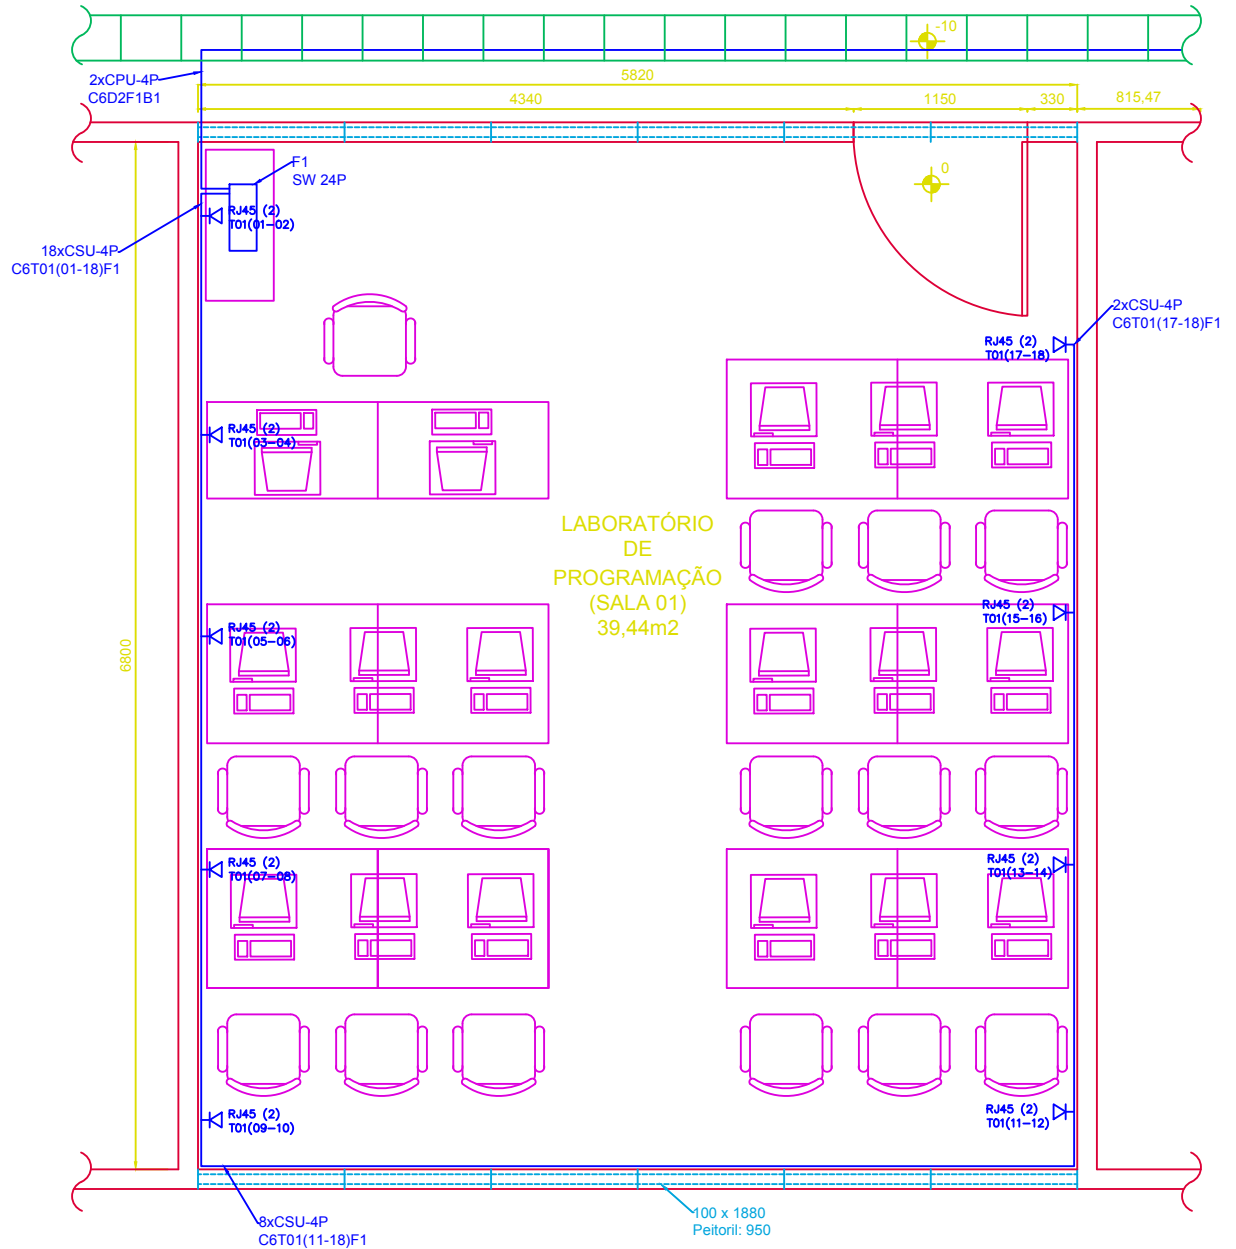 -10
2xCPU-4P
C6D2F1B1
5820
4340
1150
330
815,47
F1
SW 24P
0
RJ45 (2)
T01(01-02)
18xCSU-4P
C6T01(01-18)F1
2xCSU-4P
C6T01(17-18)F1
RJ45 (2)
T01(17-18)
RJ45 (2)
T01(03-04)
LABORATÓRIO
DE
PROGRAMAÇÃO
(SALA 01)
39,44m2
RJ45 (2)
T01(15-16)
RJ45 (2)
T01(05-06)
6800
RJ45 (2)
T01(07-08)
RJ45 (2)
T01(13-14)
RJ45 (2)
T01(09-10)
RJ45 (2)
T01(11-12)
8xCSU-4P
C6T01(11-18)F1
100 x 1880
Peitoril: 950